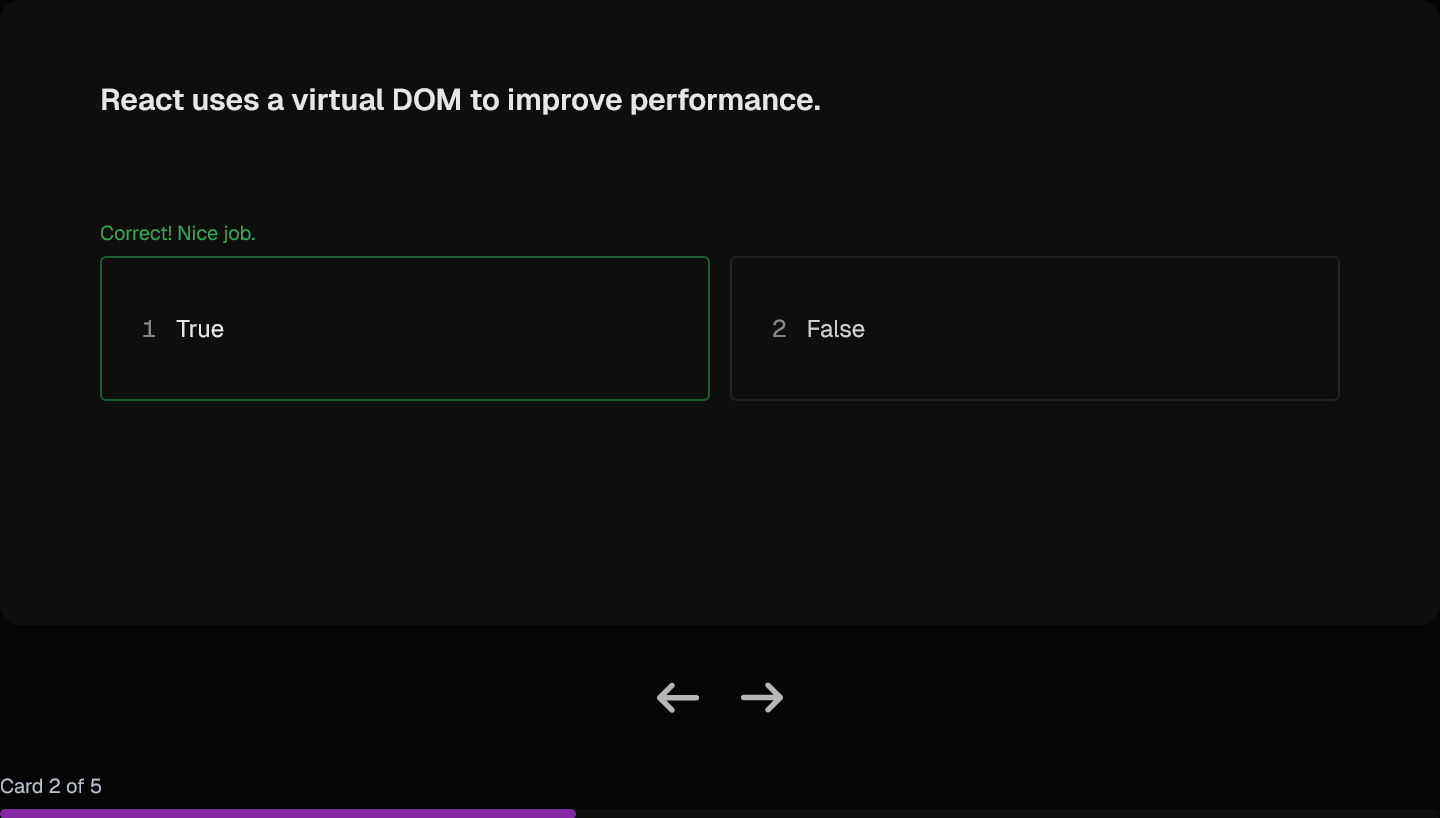 React uses a virtual DOM to improve performance.
Correct! Nice job.
1 True
2 False
Card 2 of 5